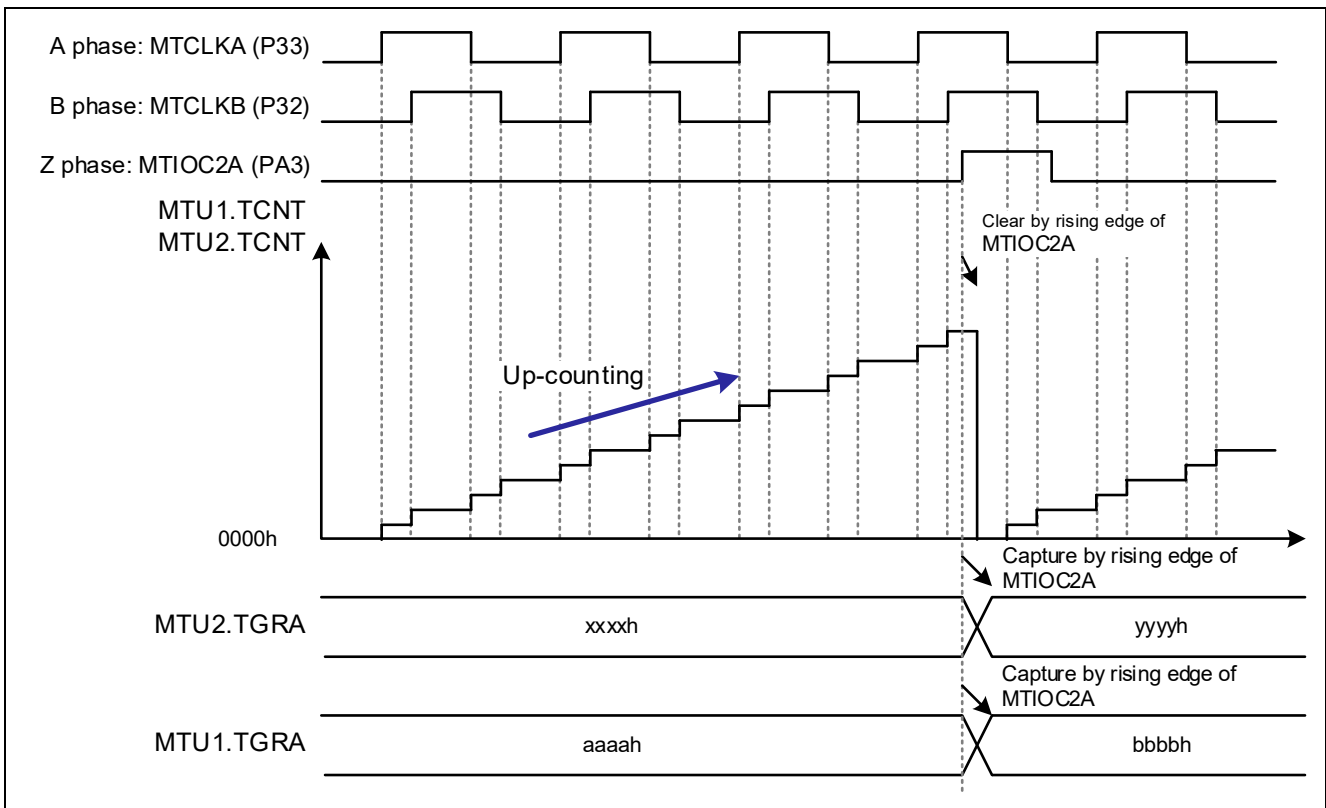 A phase: MTCLKA (P33)
B phase: MTCLKB (P32)
Z phase: MTIOC2A (PA3)
MTU1.TCNT
MTU2.TCNT
Clear by rising edge of
MTIOC2A
Up-counting
0000h
Capture by rising edge of
MTIOC2A
MTU2.TGRA
xxxxh
yyyyh
Capture by rising edge of
MTIOC2A
MTU1.TGRA
aaaah
bbbbh